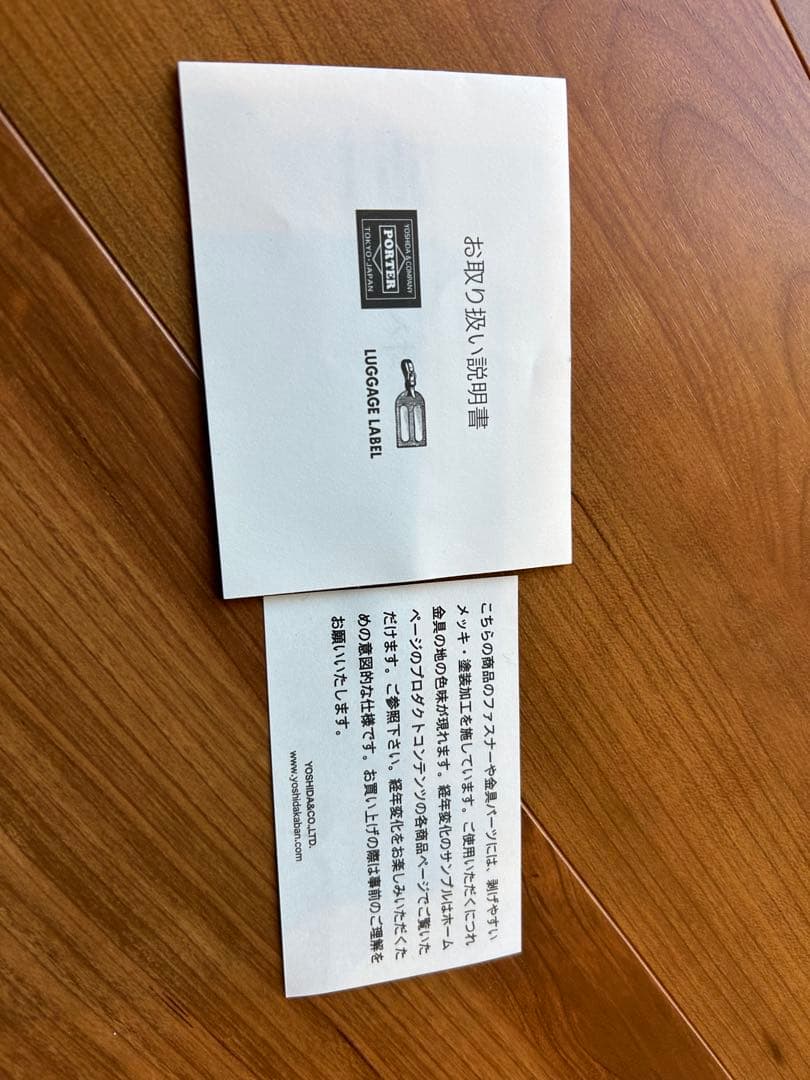 お取り扱い説明書
YOSHIDA & COMPANY
PORTER
TOKYO-JAPAN
LUGGAGE LABEL
こちらの商品のファスナーや金具パーツには、剥げやすい
メッキ・塗装加工を施しています。ご使用いただくにつれ
金具の地の色味が現れます。経年変化のサンプルはホーム
ページのプロダクトコンテンツの各商品ページでご覧いた
だけます。ご参照下さい。経年変化をお楽しみいただくた
めの意図的な仕様です。お買い上げの際は事前のご理解を
お願いいたします。
YOSHIDA&CO.,LTD.
www.yoshidakaban.com